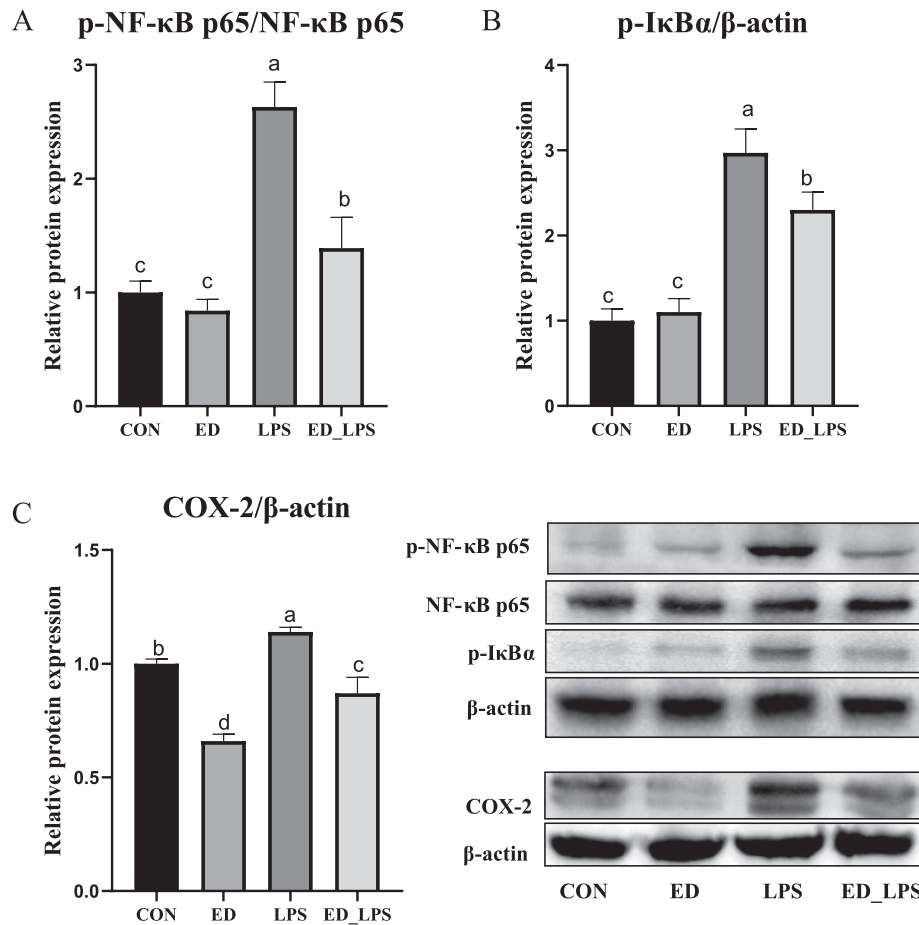 A p-NF-κB p65/NF-κB p65
Relative protein expression
3
2
1
0
c
c
a
b
CON ED LPS ED_LPS
B p-IκBα/β-actin
Relative protein expression
4
3
2
1
0
c
c
a
b
CON ED LPS ED_LPS
C COX-2/β-actin
Relative protein expression
1.5
1.0
0.5
0.0
b
d
a
c
CON ED LPS ED_LPS
p-NF-κB p65
NF-κB p65
p-IκBα
β-actin
COX-2
β-actin
CON ED LPS ED_LPS